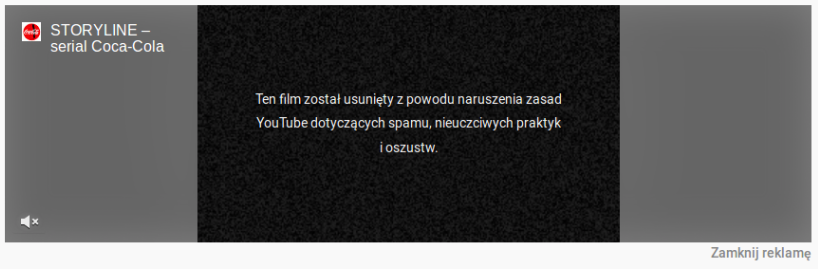 STORYLINE –
serial Coca-Cola
Ten film został usunięty z powodu naruszenia zasad
YouTube dotyczących spamu, nieuczciwych praktyk
i oszustw.
Zamknij reklamę